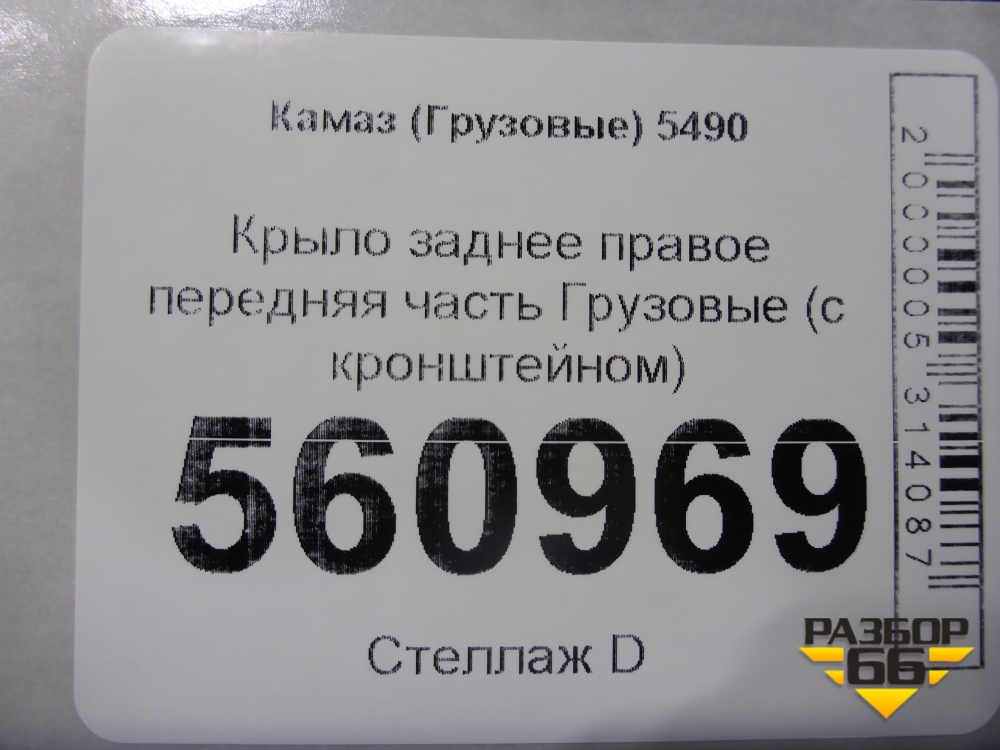 Камаз (Грузовые) 5490
Крыло заднее правое
передняя часть Грузовые (с
кронштейном)
560969
Стеллаж D
2000005314087
РАЗБОР
66